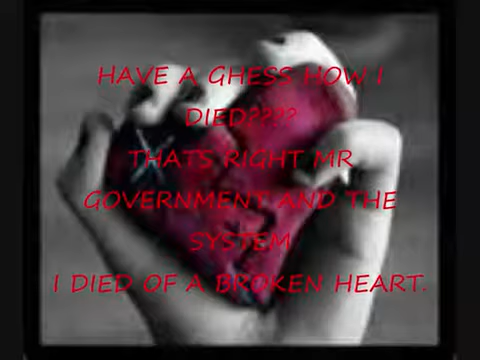 HAVE A GHESS HOW I
DIED????
THATS RIGHT MR
GOVERNMENT AND THE
SYSTEM
I DIED OF A BROKEN HEART.